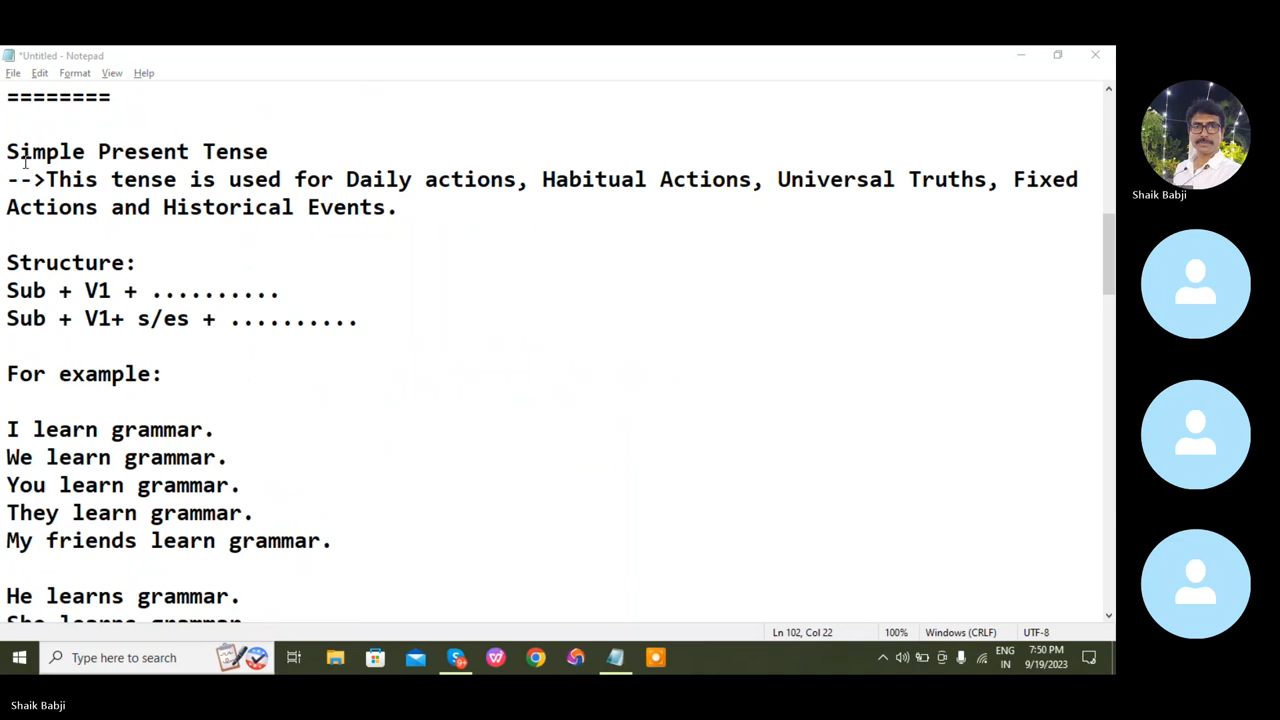 *Untitled - Notepad
File Edit Format View Help
========
Simple Present Tense
-->This tense is used for Daily actions, Habitual Actions, Universal Truths, Fixed
Actions and Historical Events.
Structure:
Sub + V1 + ..........
Sub + V1+ s/es + ..........
For example:
I learn grammar.
We learn grammar.
You learn grammar.
They learn grammar.
My friends learn grammar.
He learns grammar.
She learns grammar
Ln 102, Col 22 100% Windows (CRLF) UTF-8
Type here to search
ENG
IN
7:50 PM
9/19/2023
Shaik Babji
Shaik Babji